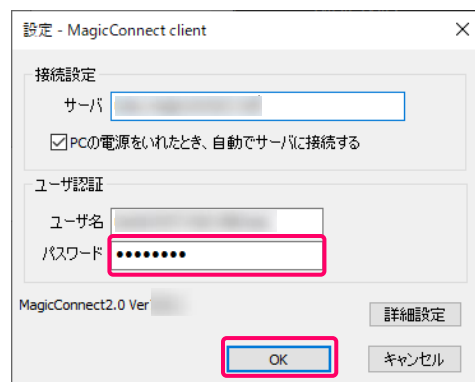 設定 - MagicConnect client
接続設定
サーバ
PCの電源をいれたとき、自動でサーバに接続する
ユーザ認証
ユーザ名
パスワード ●●●●●●●●
MagicConnect2.0 Ver
詳細設定
OK
キャンセル